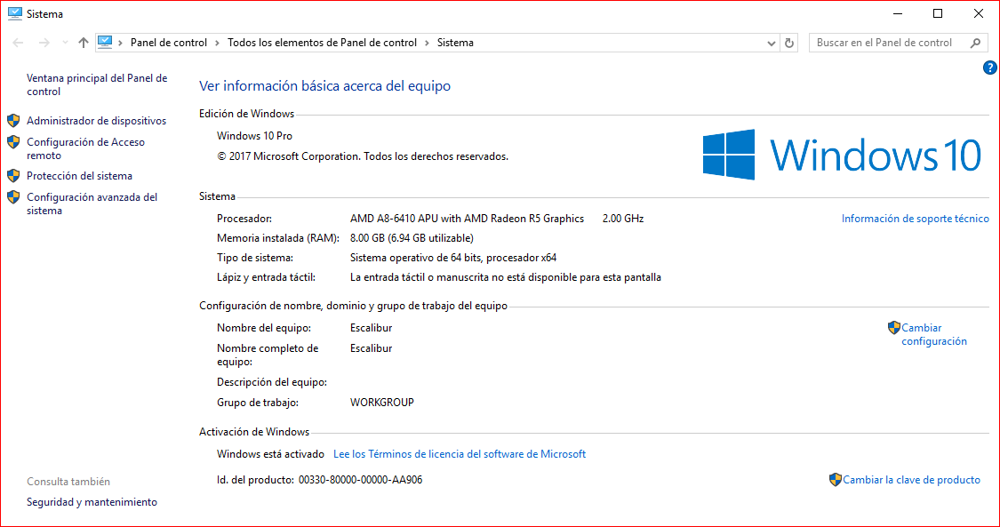 Sistema
Panel de control > Todos los elementos de Panel de control > Sistema
Buscar en el Panel de control
?
Ventana principal del Panel de
control
Administrador de dispositivos
Configuración de Acceso
remoto
Protección del sistema
Configuración avanzada del
sistema
Consulta también
Seguridad y mantenimiento
Ver información básica acerca del equipo
Edición de Windows
Windows 10 Pro
© 2017 Microsoft Corporation. Todos los derechos reservados.
Windows 10
Sistema
Procesador: AMD A8-6410 APU with AMD Radeon R5 Graphics 2.00 GHz
Información de soporte técnico
Memoria instalada (RAM): 8.00 GB (6.94 GB utilizable)
Tipo de sistema: Sistema operativo de 64 bits, procesador x64
Lápiz y entrada táctil: La entrada táctil o manuscrita no está disponible para esta pantalla
Configuración de nombre, dominio y grupo de trabajo del equipo
Nombre del equipo: Escalibur
Cambiar
configuración
Nombre completo de Escalibur
equipo:
Descripción del equipo:
Grupo de trabajo: WORKGROUP
Activación de Windows
Windows está activado Lee los Términos de licencia del software de Microsoft
Id. del producto: 00330-80000-00000-AA906
Cambiar la clave de producto